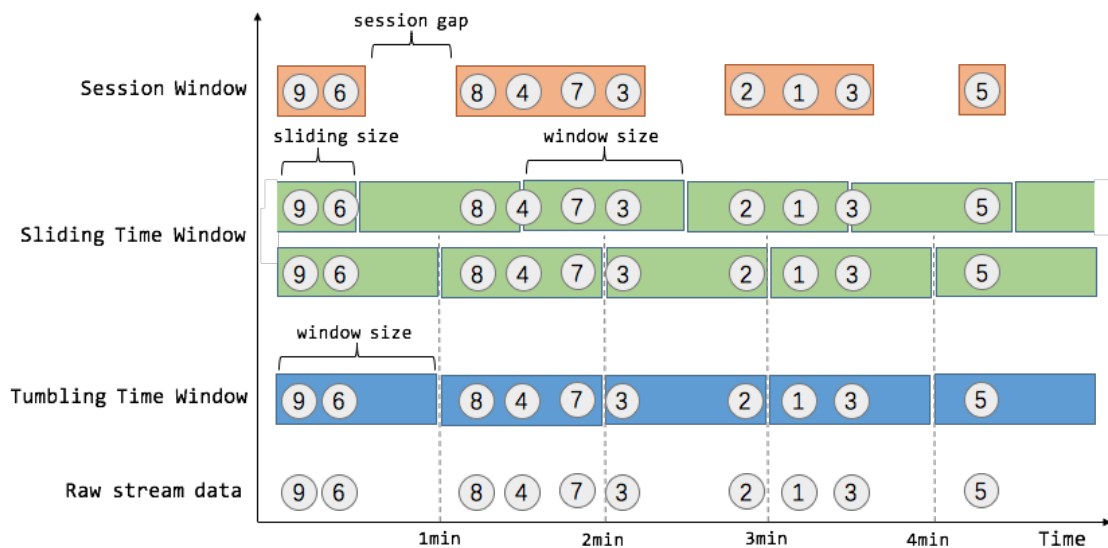 session gap
Session Window
9 6 8 4 7 3 2 1 3 5
sliding size
window size
9 6 8 4 7 3 2 1 3 5
Sliding Time Window
9 6 8 4 7 3 2 1 3 5
window size
Tumbling Time Window
9 6 8 4 7 3 2 1 3 5
Raw stream data
9 6 8 4 7 3 2 1 3 5
1min 2min 3min 4min Time